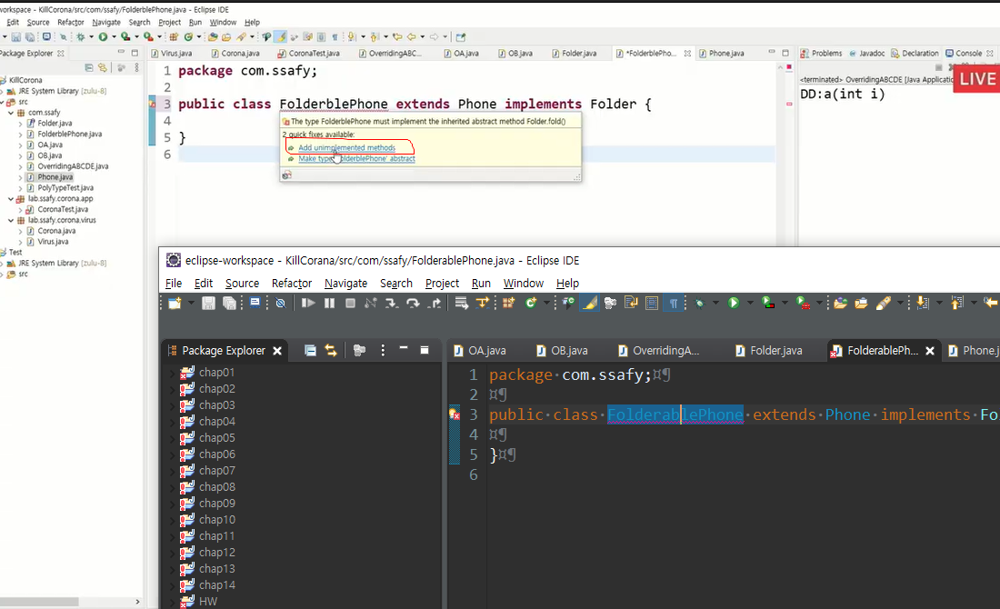 workspace - KillCorona/src/com/ssafy/FolderblePhone.java - Eclipse IDE
Edit Source Refactor Navigate Search Project Run Window Help
Package Explorer
Virus.java
Corona.java
CoronaTest.java
OverridingABC...
OA.java
OB.java
Folder.java
*FolderblePho...
Phone.java
Problems
Javadoc
Declaration
Console
KillCorona
JRE System Library [zulu-8]
src
com.ssafy
Folder.java
FolderblePhone.java
OA.java
OB.java
OverridingABCDE.java
Phone.java
PolyTypeTest.java
lab.ssafy.corona.app
CoronaTest.java
lab.ssafy.corona.virus
Corona.java
Virus.java
Test
JRE System Library [zulu-8]
src
1 package com.ssafy;
2
3 public class FolderblePhone extends Phone implements Folder {
4
5 }
6
The type FolderblePhone must implement the inherited abstract method Folder.fold()
2 quick fixes available:
Add unimplemented methods
Make type 'FolderblePhone' abstract
<terminated> OverridingABCDE [Java Applicatio
LIVE
DD:a(int i)
eclipse-workspace - KillCorana/src/com/ssafy/FolderablePhone.java - Eclipse IDE
File Edit Source Refactor Navigate Search Project Run Window Help
Package Explorer
OA.java
OB.java
OverridingA...
Folder.java
FolderablePh...
Phone.j
chap01
chap02
chap03
chap04
chap05
chap06
chap07
chap08
chap09
chap10
chap11
chap12
chap13
chap14
HW
1 package·com.ssafy;¤¶
2 ¤¶
3 public·class·FolderablePhone·extends·Phone·implements·Fo
4 ¤¶
5 }¤¶
6